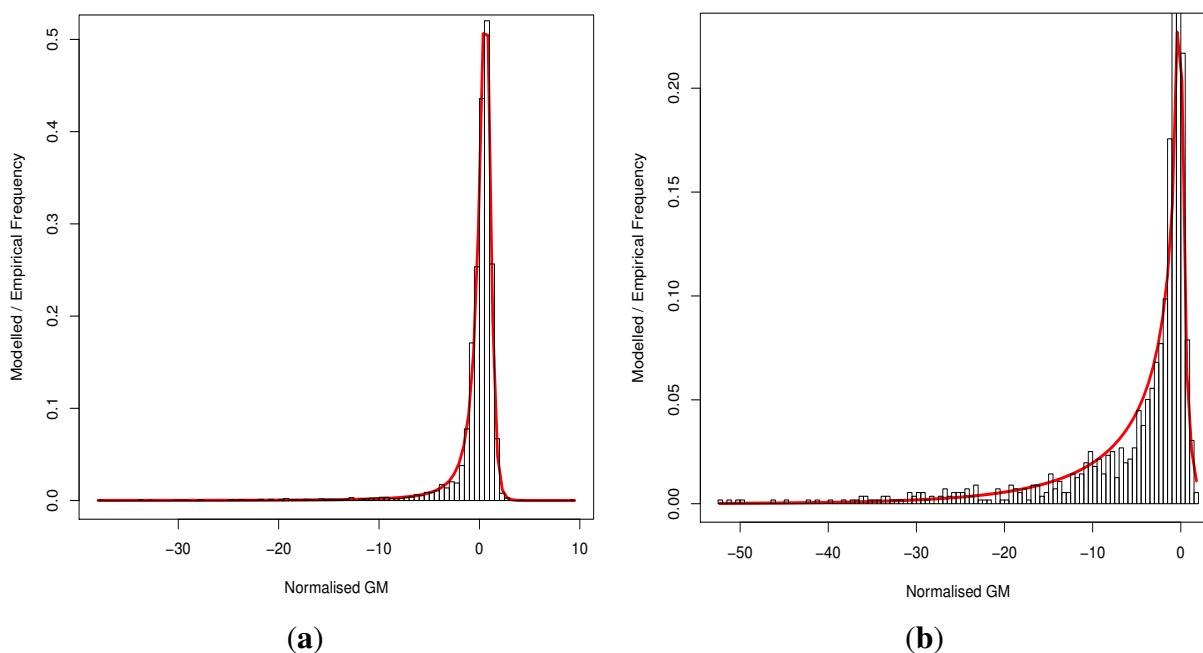 0.5
0.4
0.3
0.2
0.1
0.0
Modelled / Empirical Frequency
−30 −20 −10 0 10
Normalised GM
(a)
0.20
0.15
0.10
0.05
0.00
Modelled / Empirical Frequency
−50 −40 −30 −20 −10 0
Normalised GM
(b)